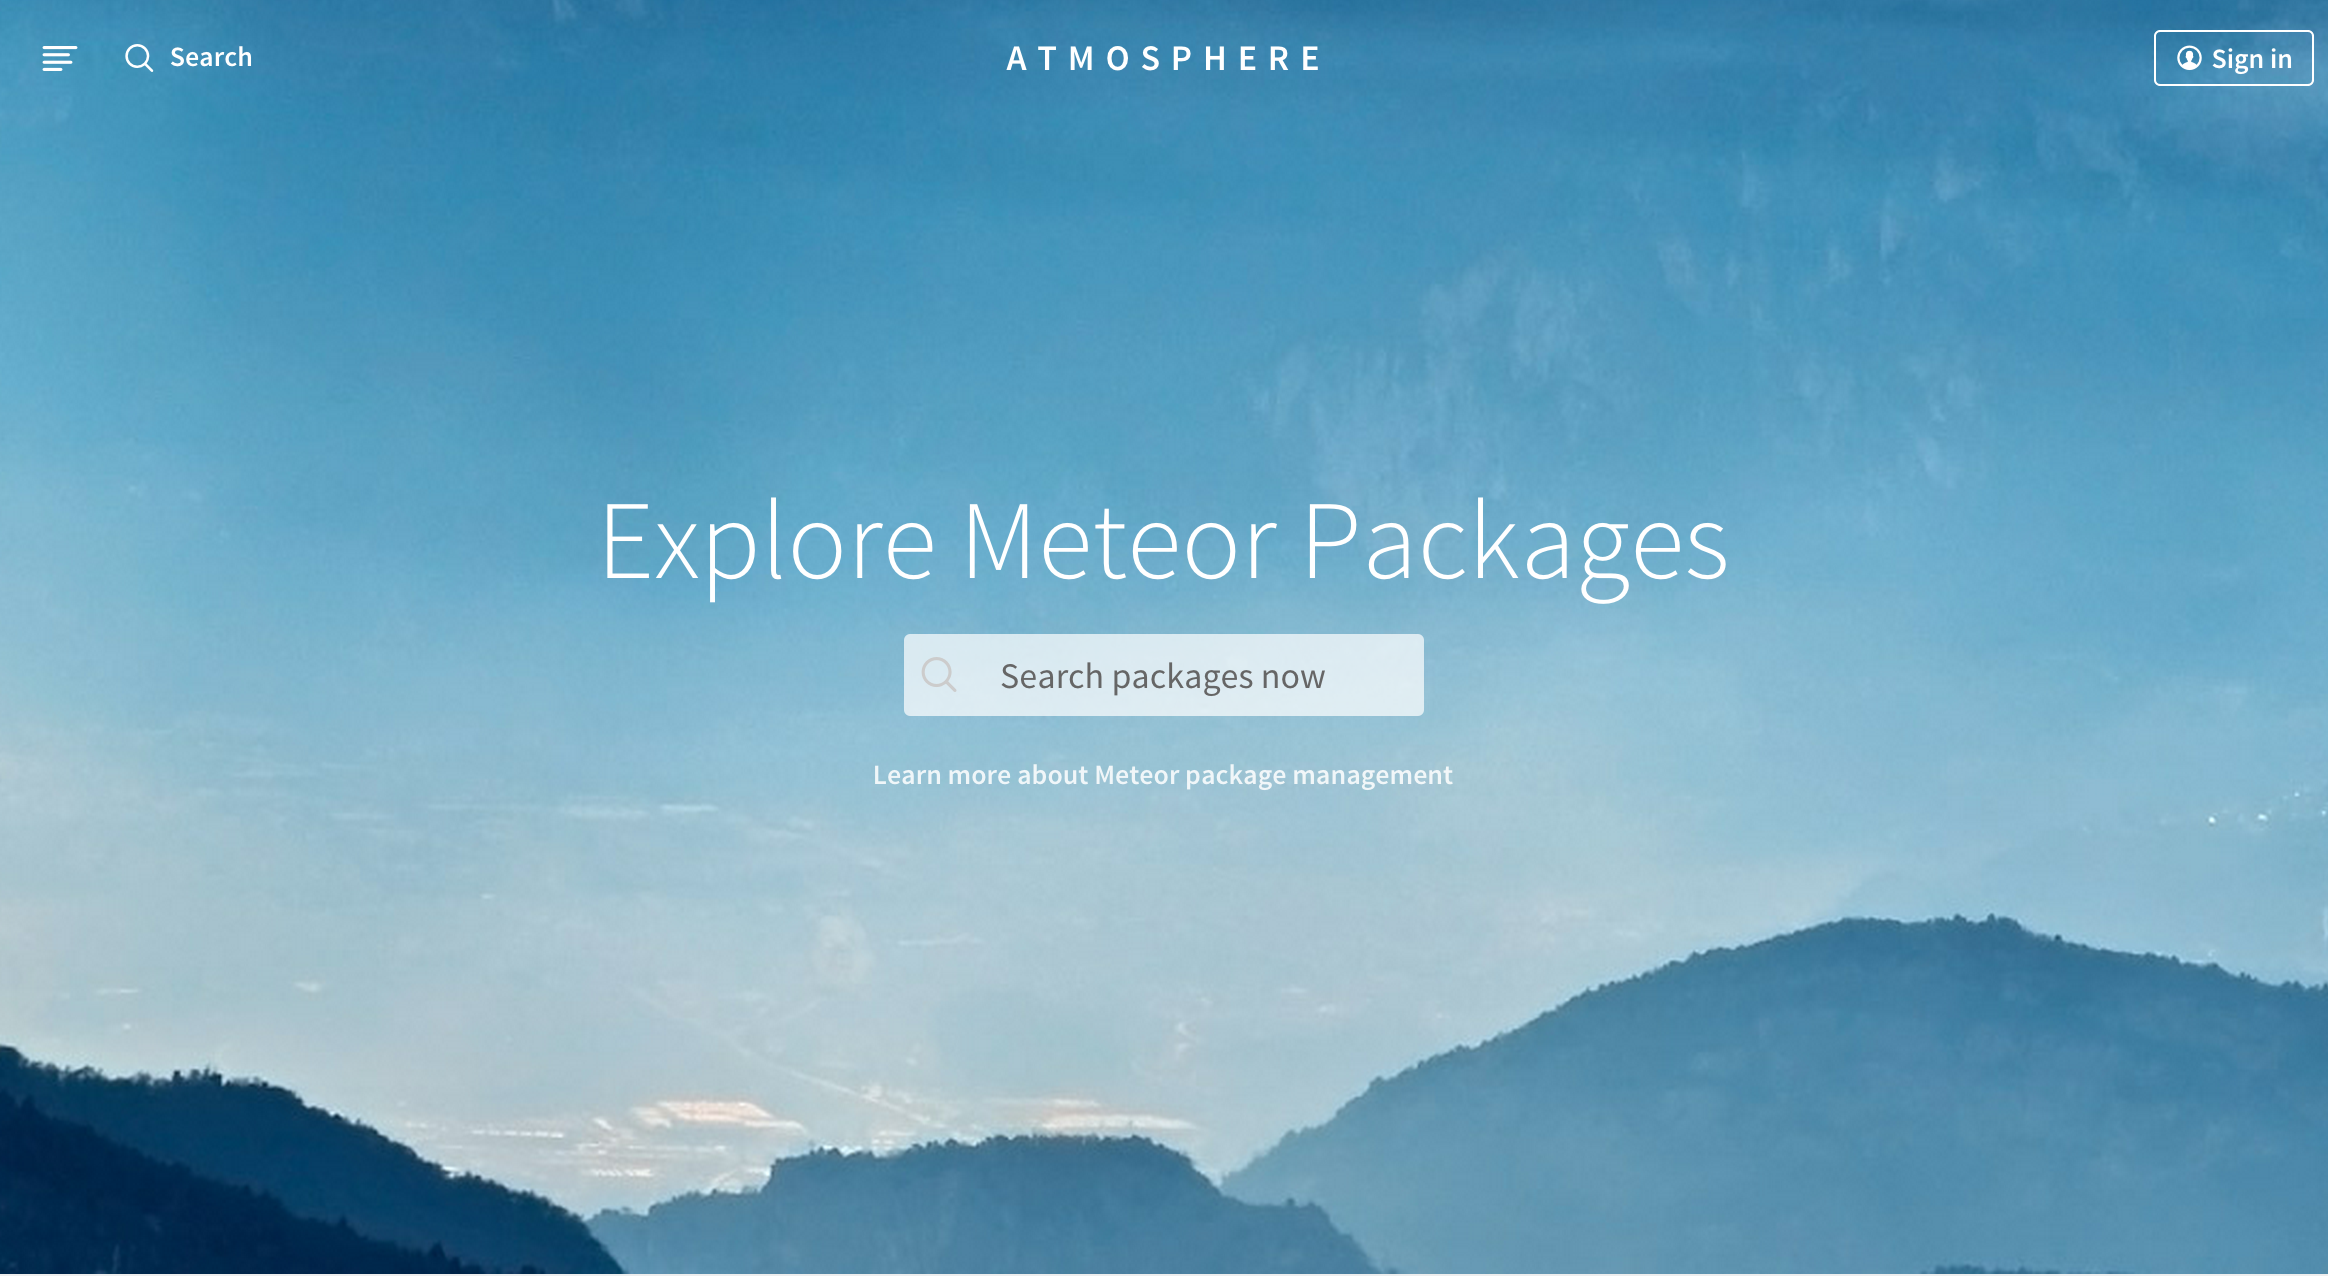 Search
ATMOSPHERE
Sign in
Explore Meteor Packages
Search packages now
Learn more about Meteor package management